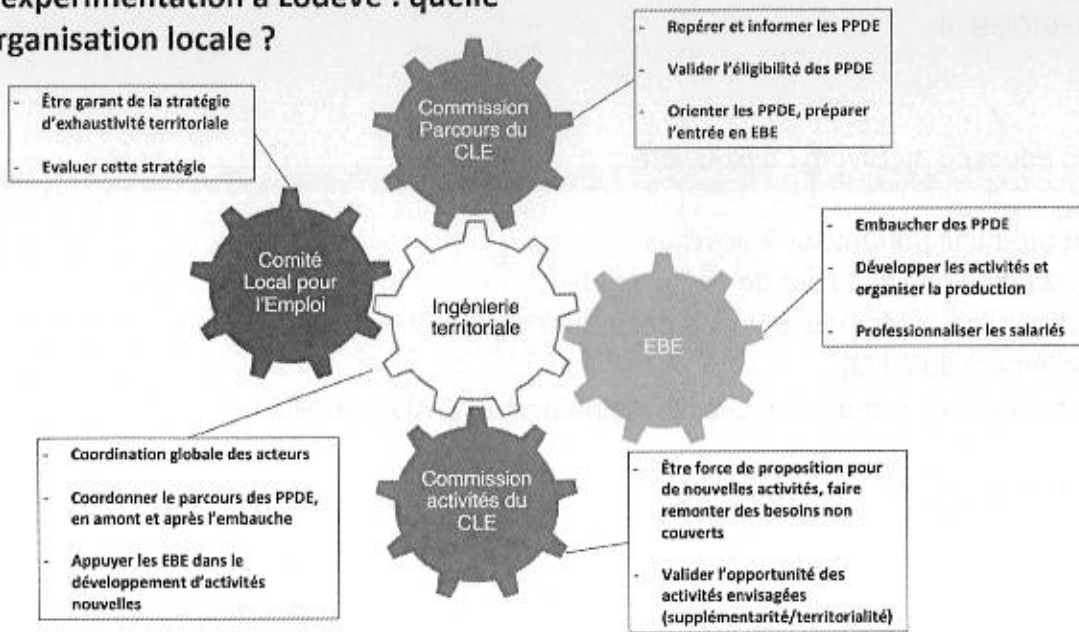 expérimentation à Lodève : quelle
rganisation locale ?
- Repérer et informer les PPDE
- Valider l'éligibilité des PPDE
- Orienter les PPDE, préparer
l'entrée en EBE
Commission
Parcours du
CLE
- Être garant de la stratégie
d'exhaustivité territoriale
- Evaluer cette stratégie
Comité
Local pour
l'Emploi
Ingénierie
territoriale
EBE
- Embaucher des PPDE
- Développer les activités et
organiser la production
- Professionnaliser les salariés
- Coordination globale des acteurs
- Coordonner le parcours des PPDE,
en amont et après l'embauche
- Appuyer les EBE dans le
développement d'activités
nouvelles
Commission
activités du
CLE
- Être force de proposition pour
de nouvelles activités, faire
remonter des besoins non
couverts
- Valider l'opportunité des
activités envisagées
(supplémentarité/territorialité)